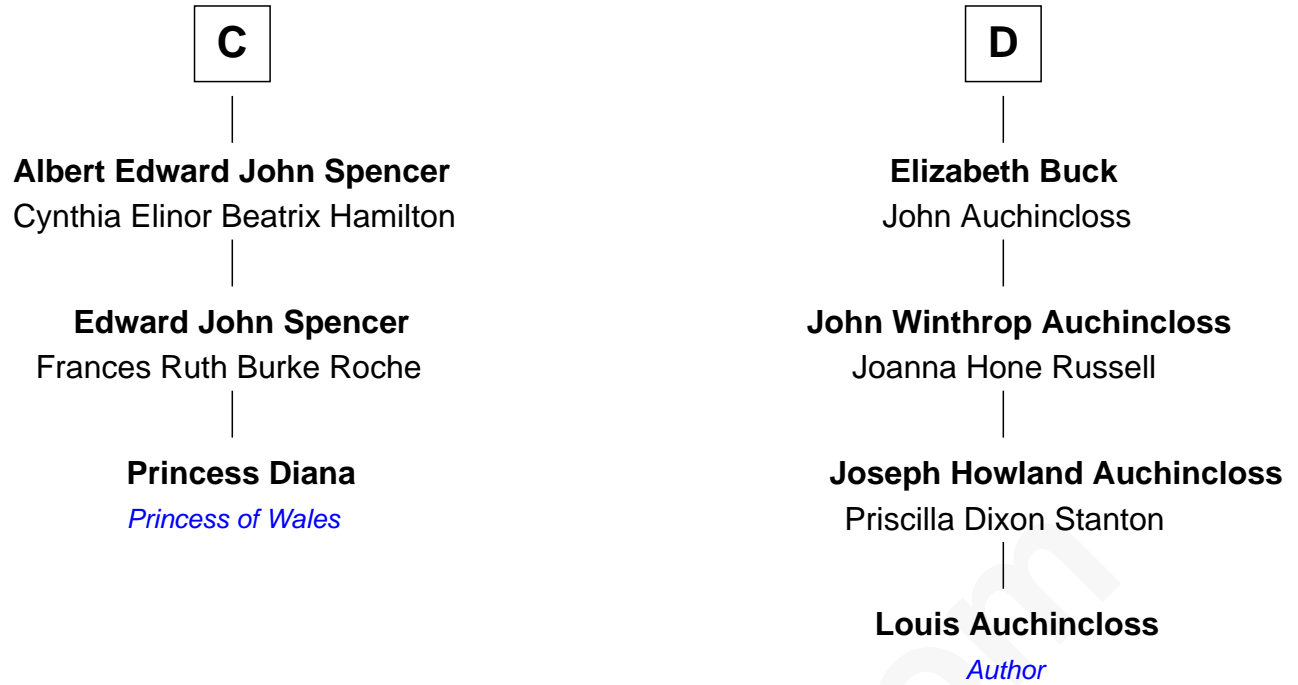 C
Albert Edward John Spencer
Cynthia Elinor Beatrix Hamilton
Edward John Spencer
Frances Ruth Burke Roche
Princess Diana
Princess of Wales
D
Elizabeth Buck
John Auchincloss
John Winthrop Auchincloss
Joanna Hone Russell
Joseph Howland Auchincloss
Priscilla Dixon Stanton
Louis Auchincloss
Author